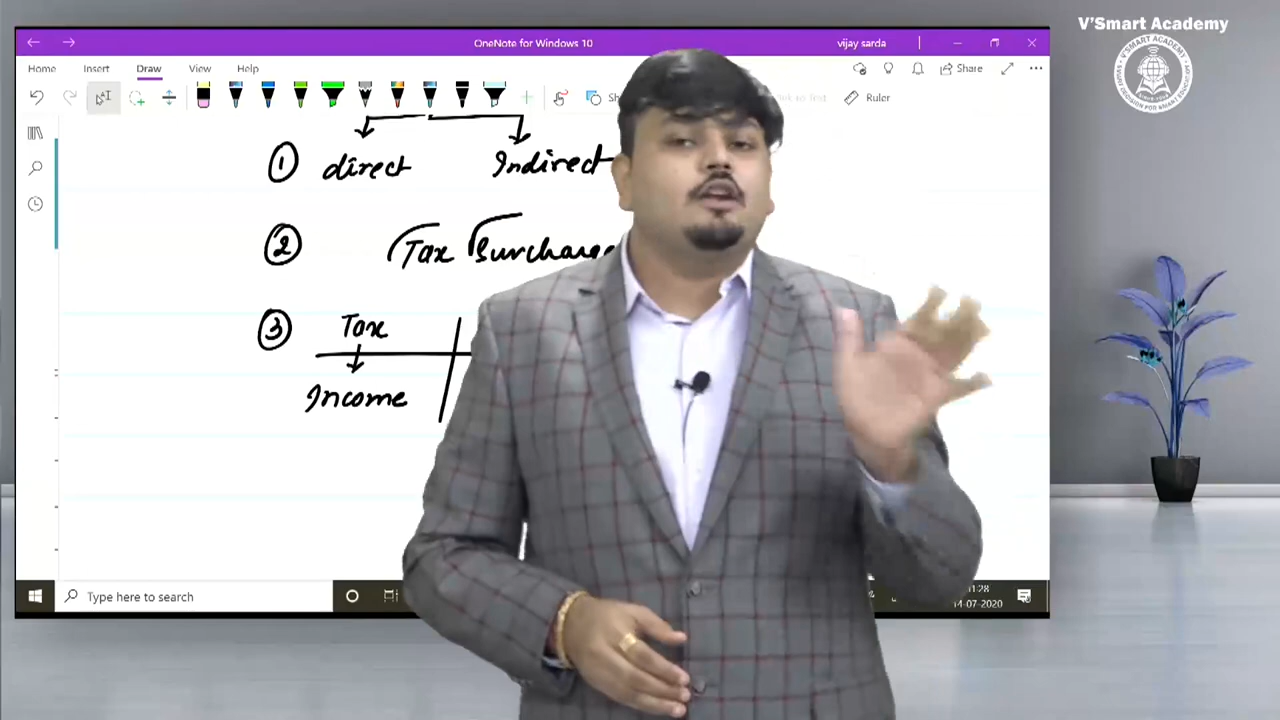 V'Smart Academy
OneNote for Windows 10
vijay sarda
Home Insert Draw View Help
Share
Ruler
① direct Indirect
② Tax Surcharge
③ Tax
Income
Type here to search
14-07-2020